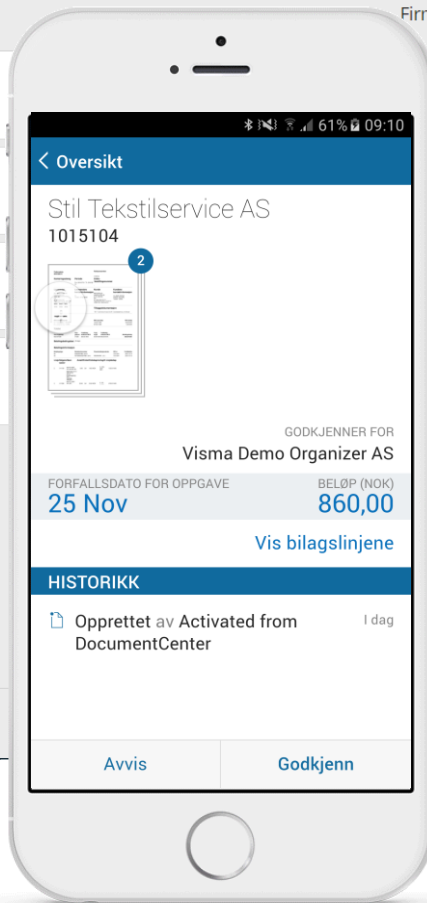 Firm
61% 09:10
Oversikt
Stil Tekstilservice AS
1015104
2
GODKJENNER FOR
Visma Demo Organizer AS
FORFALLSDATO FOR OPPGAVE
BELØP (NOK)
25 Nov
860,00
Vis bilagslinjene
HISTORIKK
Opprettet av Activated from
I dag
DocumentCenter
Avvis
Godkjenn